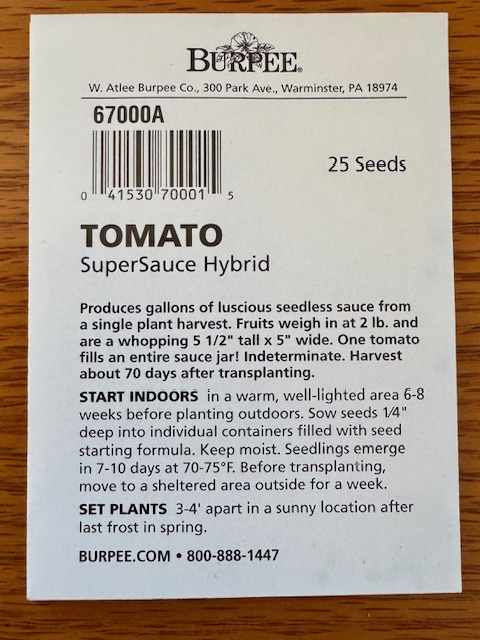 BURPEE®
W. Atlee Burpee Co., 300 Park Ave., Warminster, PA 18974
67000A
25 Seeds
0 41530 70001 5
TOMATO
SuperSauce Hybrid
Produces gallons of luscious seedless sauce from
a single plant harvest. Fruits weigh in at 2 lb. and
are a whopping 5 1/2" tall x 5" wide. One tomato
fills an entire sauce jar! Indeterminate. Harvest
about 70 days after transplanting.
START INDOORS in a warm, well-lighted area 6-8
weeks before planting outdoors. Sow seeds 1/4"
deep into individual containers filled with seed
starting formula. Keep moist. Seedlings emerge
in 7-10 days at 70-75°F. Before transplanting,
move to a sheltered area outside for a week.
SET PLANTS 3-4' apart in a sunny location after
last frost in spring.
BURPEE.COM • 800-888-1447